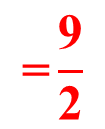 = 9/2